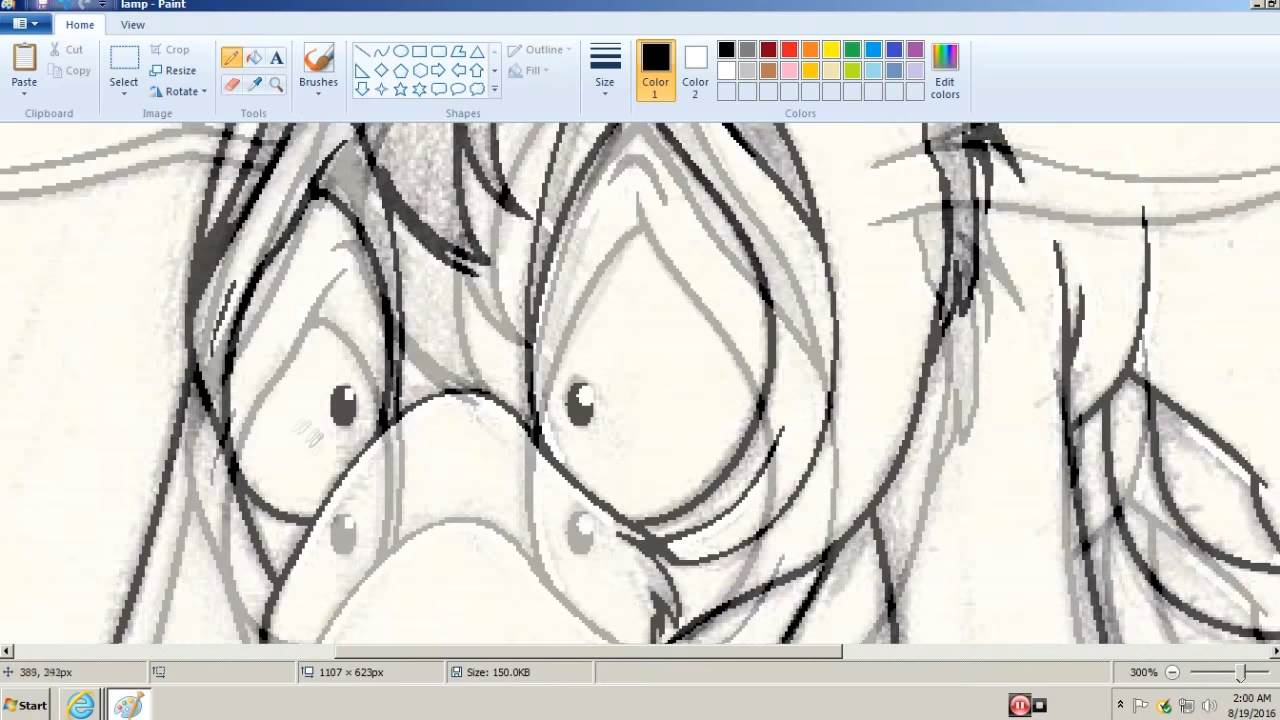 lamp - Paint
Home View
Paste
Cut
Copy
Clipboard
Select
Crop
Resize
Rotate
Image
Tools
Brushes
Shapes
Outline
Fill
Size
Color 1
Color 2
Edit colors
Colors
389, 242px
1107 × 623px
Size: 150.0KB
300%
Start
2:00 AM
8/19/2016